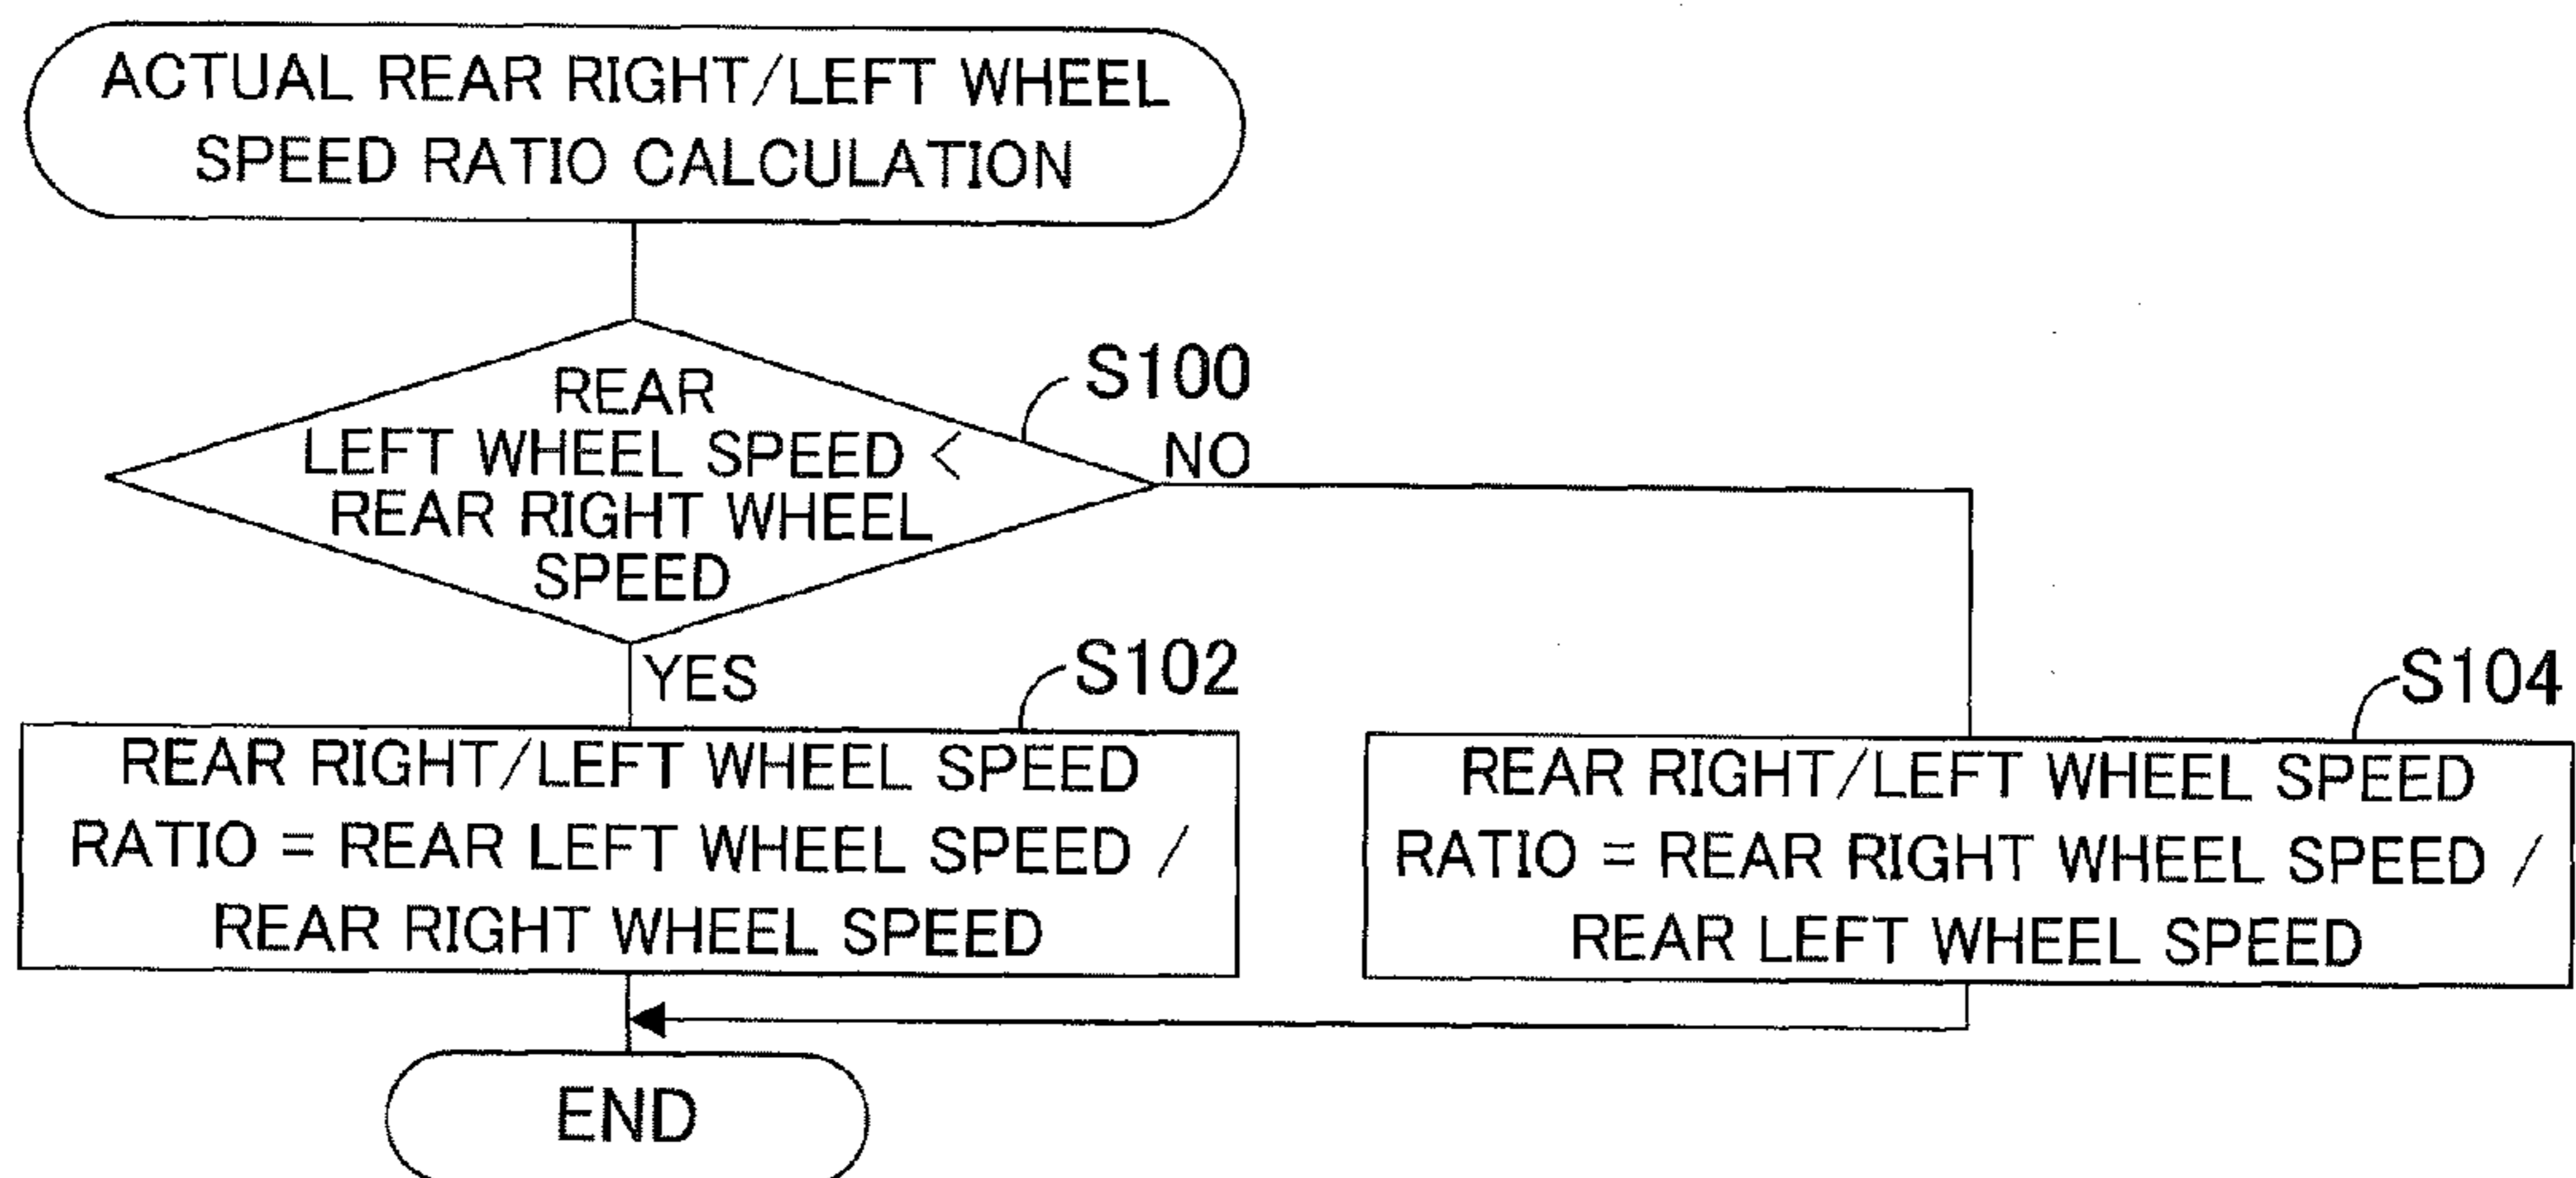 ACTUAL REAR RIGHT/LEFT WHEEL
SPEED RATIO CALCULATION
S100
REAR
LEFT WHEEL SPEED <
REAR RIGHT WHEEL
SPEED
NO
YES
S102
REAR RIGHT/LEFT WHEEL SPEED
RATIO = REAR LEFT WHEEL SPEED /
REAR RIGHT WHEEL SPEED
S104
REAR RIGHT/LEFT WHEEL SPEED
RATIO = REAR RIGHT WHEEL SPEED /
REAR LEFT WHEEL SPEED
END